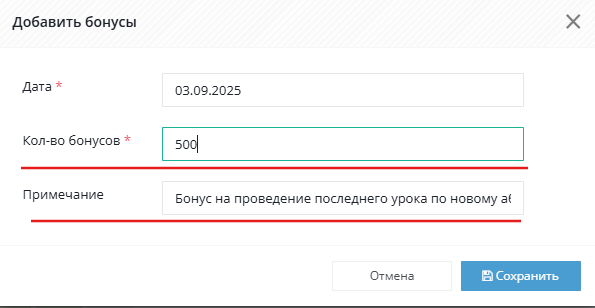 Добавить бонусы
Дата *
03.09.2025
Кол-во бонусов *
500
Примечание
Бонус на проведение последнего урока по новому
Отмена
Сохранить